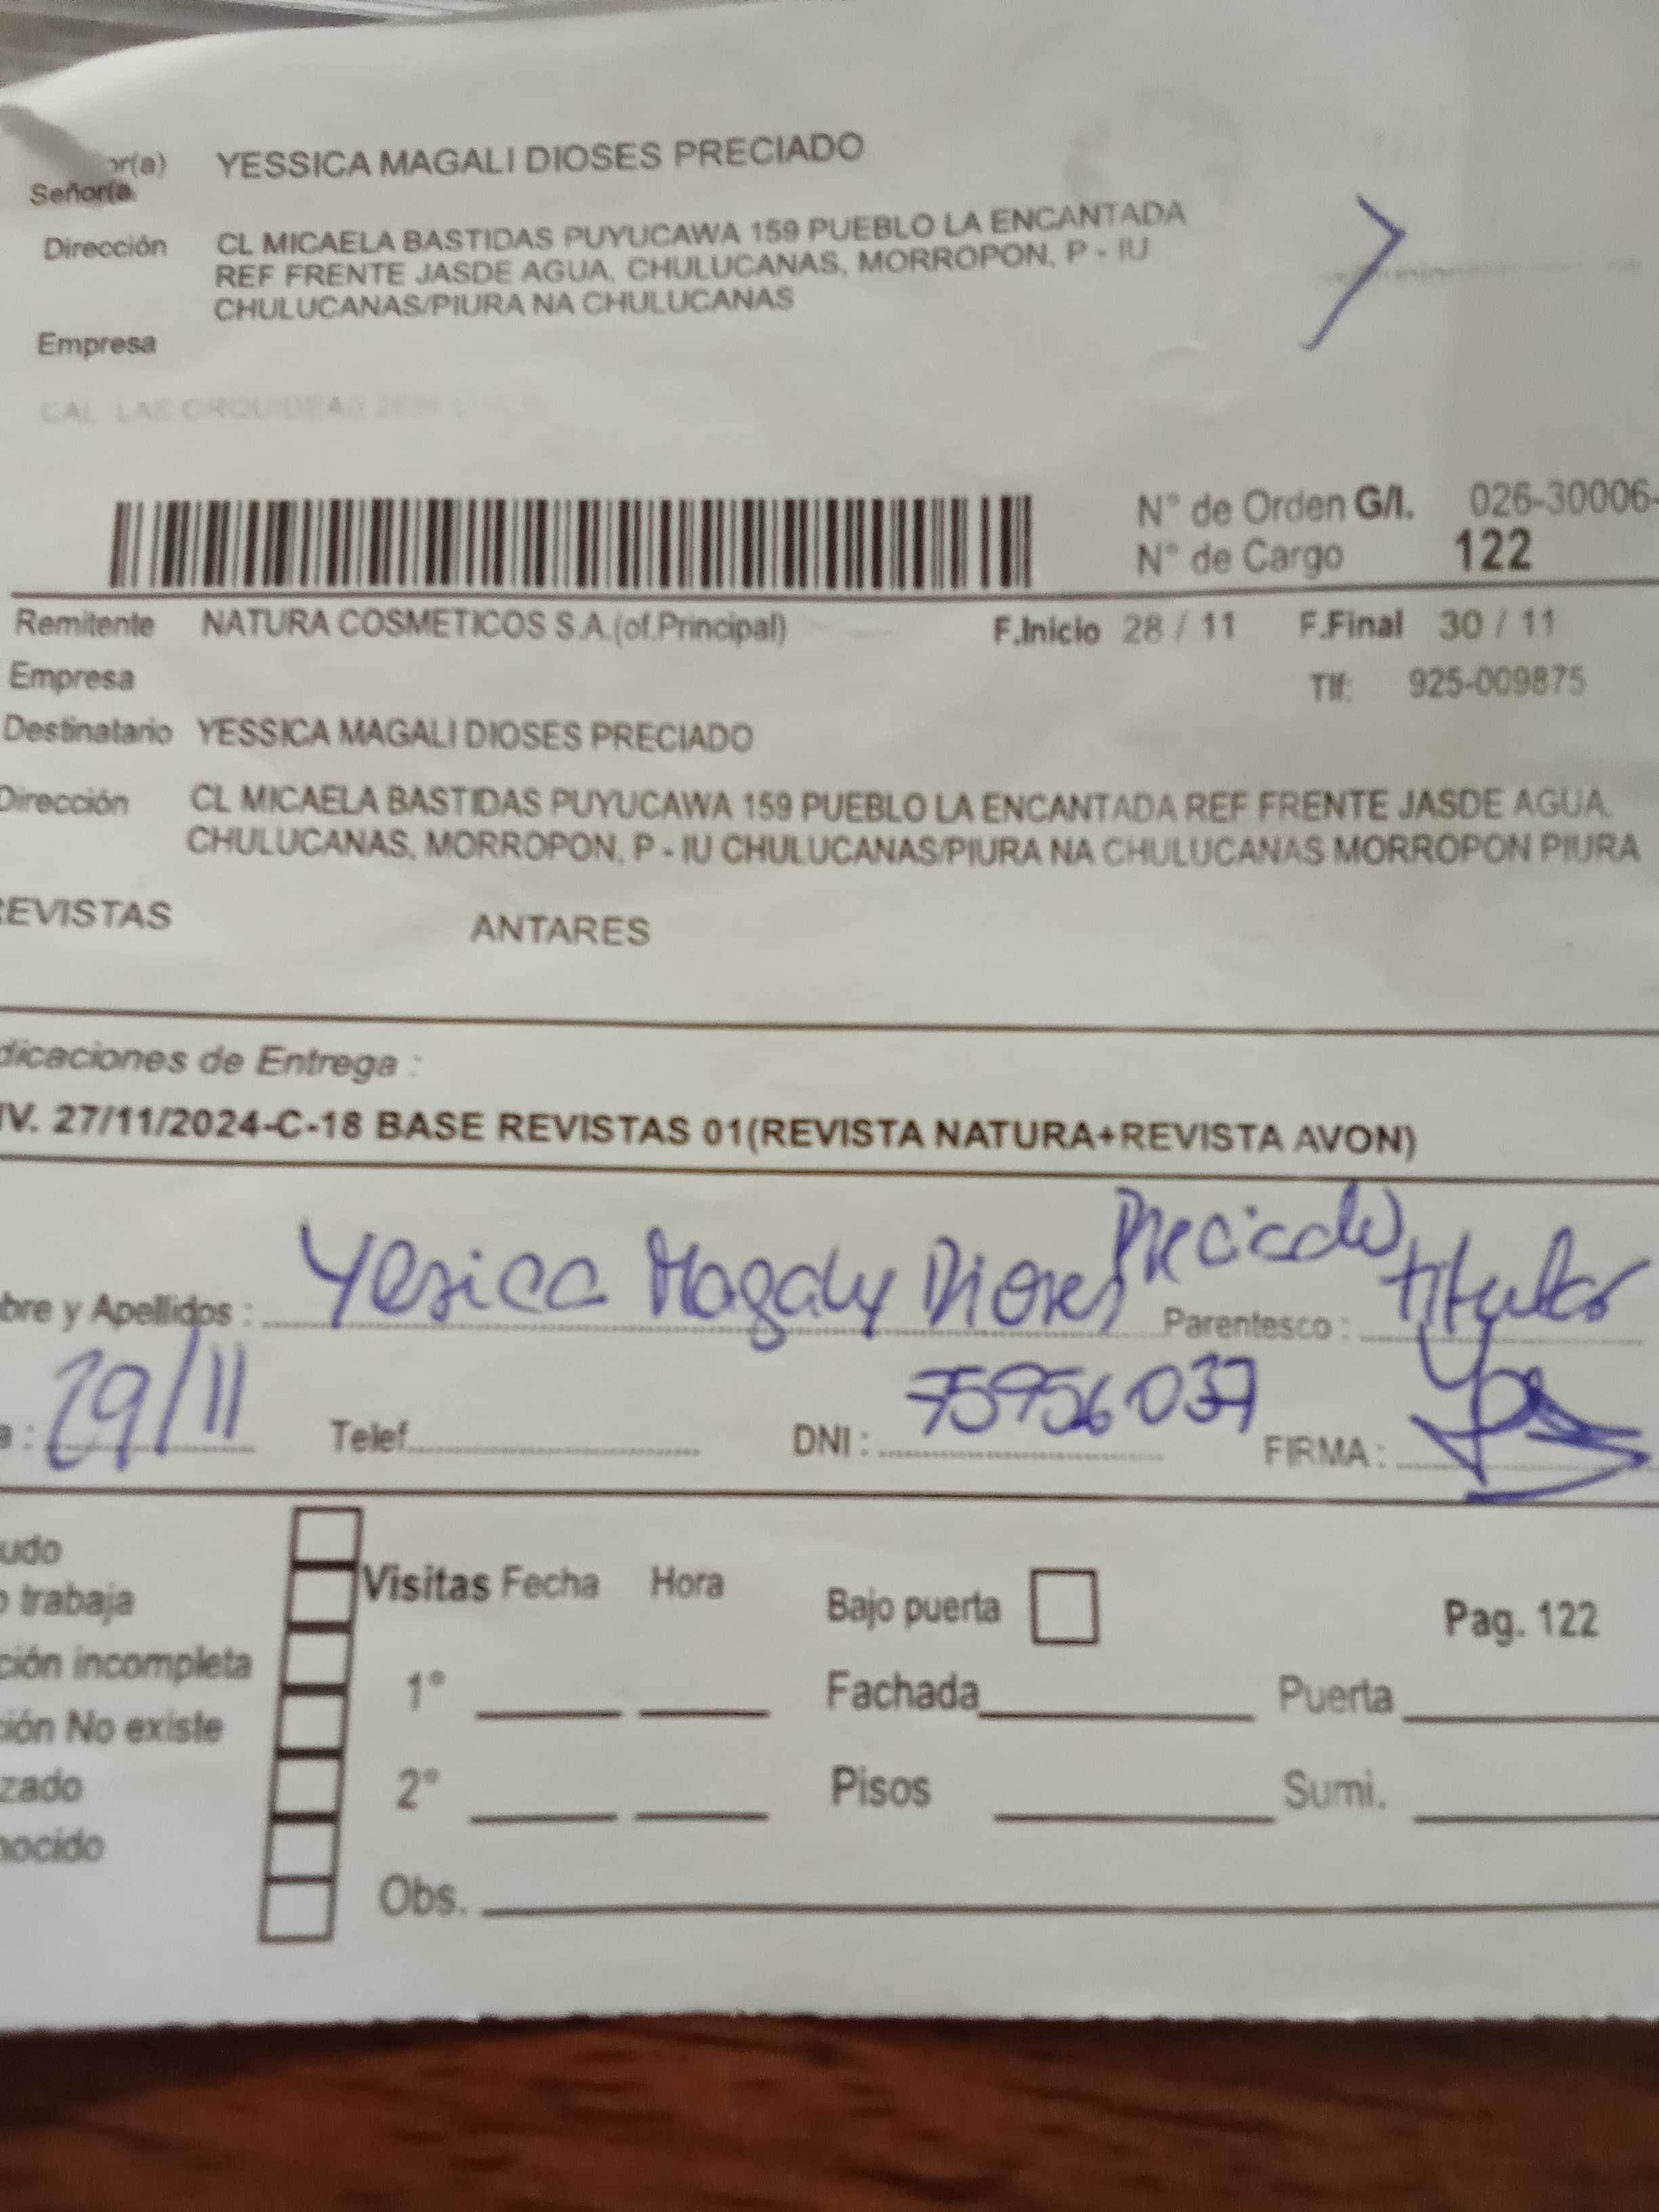 or(a) YESSICA MAGALI DIOSES PRECIADO
Señor(a
Dirección CL MICAELA BASTIDAS PUYUCAWA 159 PUEBLO LA ENCANTADA
REF FRENTE JASDE AGUA, CHULUCANAS, MORROPON, P - IU
CHULUCANAS/PIURA NA CHULUCANAS
Empresa
CAL LAS ORQUIDEAS
N° de Orden G/I. 026-30006-
N° de Cargo 122
Remitente NATURA COSMETICOS S.A.(of.Principal) F.Inicio 28 / 11 F.Final 30 / 11
Empresa Tlf: 925-009875
Destinatario YESSICA MAGALI DIOSES PRECIADO
Dirección CL MICAELA BASTIDAS PUYUCAWA 159 PUEBLO LA ENCANTADA REF FRENTE JASDE AGUA,
CHULUCANAS, MORROPON, P - IU CHULUCANAS/PIURA NA CHULUCANAS MORROPON PIURA
REVISTAS ANTARES
dicaciones de Entrega :
IV. 27/11/2024-C-18 BASE REVISTAS 01(REVISTA NATURA+REVISTA AVON)
bre y Apellidos : Yesica Magaly Dioses Preciado Parentesco : titular
a : 29/11 Telef. DNI : 75956037 FIRMA :
udo
o trabaja Visitas Fecha Hora Bajo puerta Pag. 122
ción incompleta 1° Fachada Puerta
ción No existe
zado 2° Pisos Sumi.
nocido
Obs.